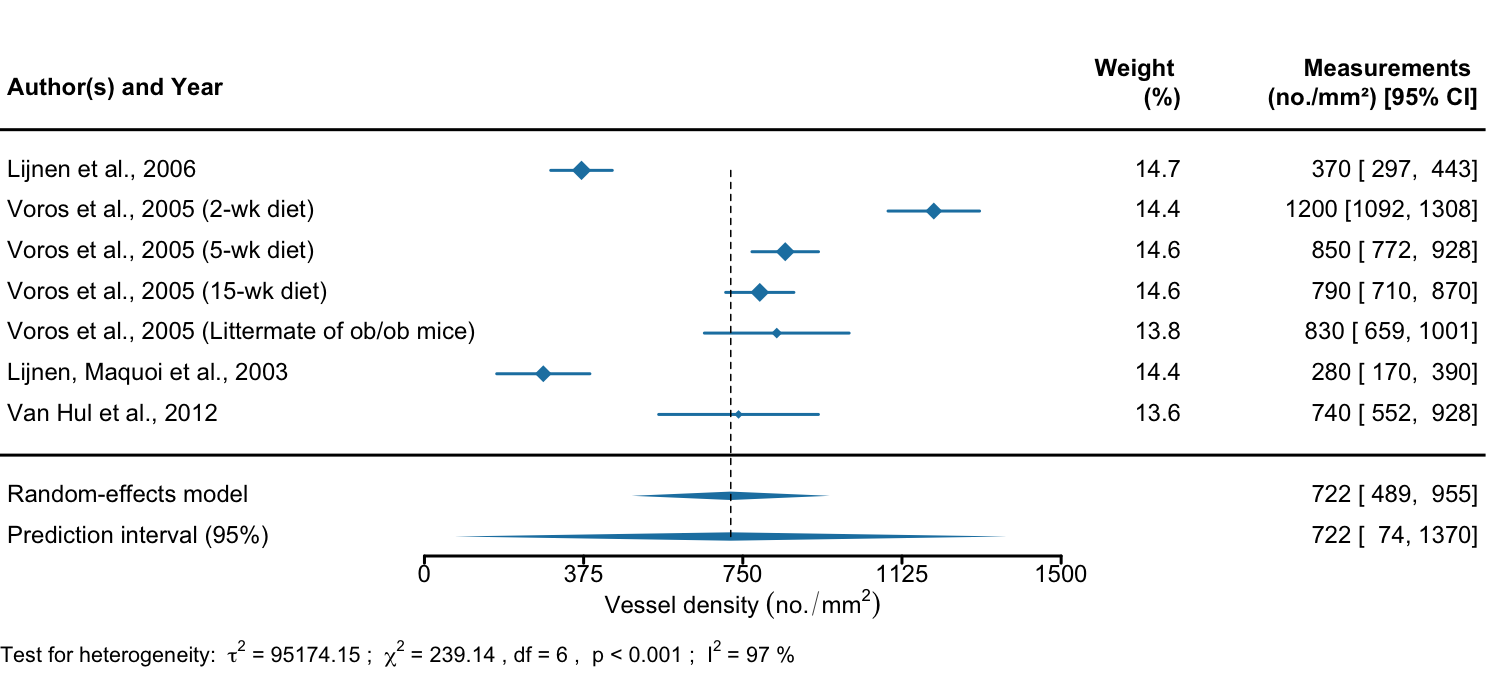 Author(s) and Year Weight (%) Measurements (no./mm²) [95% CI]
Lijnen et al., 2006 14.7 370 [ 297, 443]
Voros et al., 2005 (2-wk diet) 14.4 1200 [1092, 1308]
Voros et al., 2005 (5-wk diet) 14.6 850 [ 772, 928]
Voros et al., 2005 (15-wk diet) 14.6 790 [ 710, 870]
Voros et al., 2005 (Littermate of ob/ob mice) 13.8 830 [ 659, 1001]
Lijnen, Maquoi et al., 2003 14.4 280 [ 170, 390]
Van Hul et al., 2012 13.6 740 [ 552, 928]
Random-effects model 722 [ 489, 955]
Prediction interval (95%) 722 [ 74, 1370]
0 375 750 1125 1500
Vessel density (no./mm²)
Test for heterogeneity: τ² = 95174.15 ; χ² = 239.14 , df = 6 , p < 0.001 ; I² = 97 %